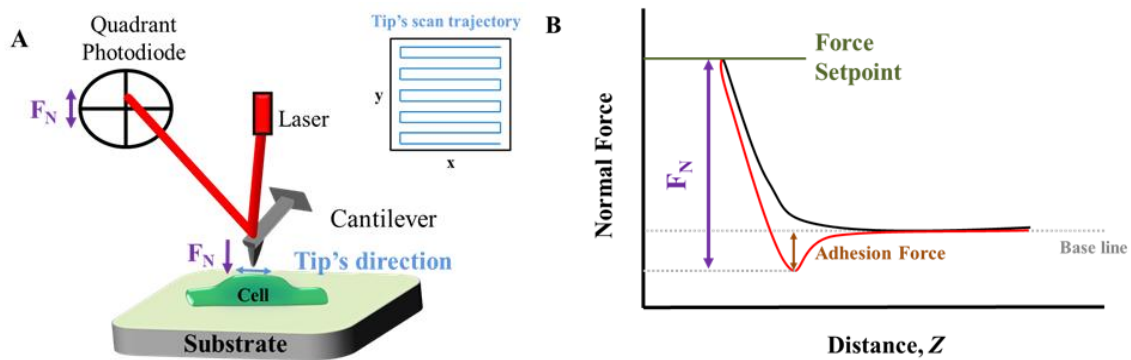 A
Quadrant
Photodiode
Tip's scan trajectory
F_N
Laser
y
x
Cantilever
F_N
Tip's direction
Cell
Substrate
B
Force
Setpoint
Normal Force
F_N
Adhesion Force
Base line
Distance, Z